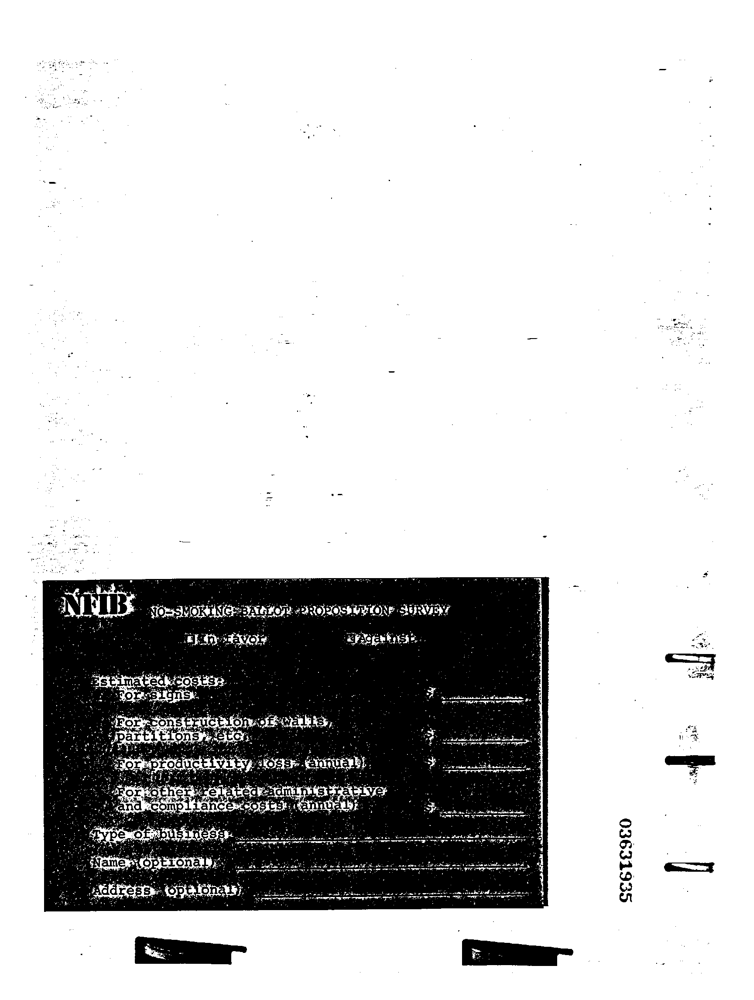 NFIB
NO-SMOKING BALLOT PROPOSITION SURVEY
In favor Against
Estimated costs:
For signs $
For construction of walls,
partitions, etc. $
For productivity loss (annual) $
For other related administrative
and compliance costs (annual) $
Type of business
Name (optional)
Address (optional)
03631935